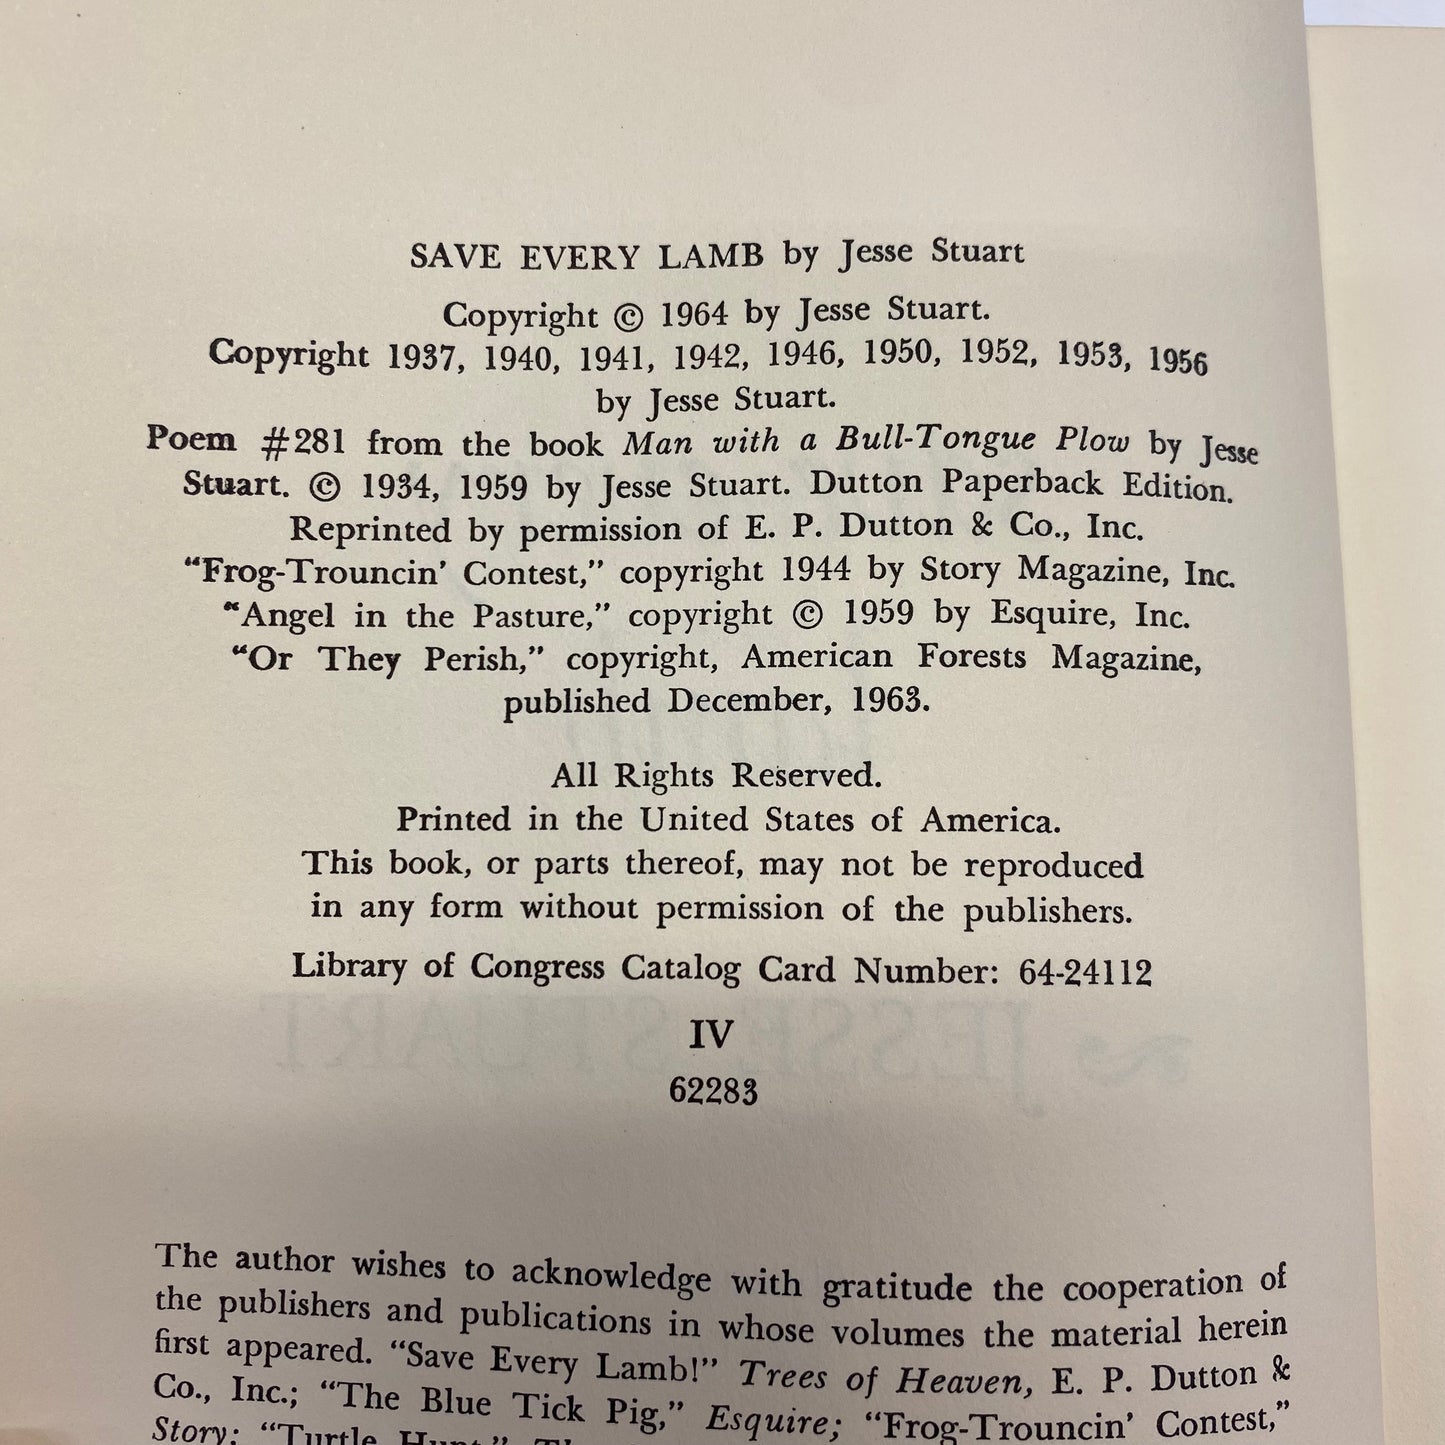 SAVE EVERY LAMB by Jesse Stuart
Copyright © 1964 by Jesse Stuart.
Copyright 1937, 1940, 1941, 1942, 1946, 1950, 1952, 1953, 1956
by Jesse Stuart.
Poem #281 from the book Man with a Bull-Tongue Plow by Jesse
Stuart. © 1934, 1959 by Jesse Stuart. Dutton Paperback Edition.
Reprinted by permission of E. P. Dutton & Co., Inc.
“Frog-Trouncin’ Contest,” copyright 1944 by Story Magazine, Inc.
“Angel in the Pasture,” copyright © 1959 by Esquire, Inc.
“Or They Perish,” copyright, American Forests Magazine,
published December, 1963.
All Rights Reserved.
Printed in the United States of America.
This book, or parts thereof, may not be reproduced
in any form without permission of the publishers.
Library of Congress Catalog Card Number: 64-24112
IV
62283
The author wishes to acknowledge with gratitude the cooperation of
the publishers and publications in whose volumes the material herein
first appeared. “Save Every Lamb!” Trees of Heaven, E. P. Dutton &
Co., Inc.; “The Blue Tick Pig,” Esquire; “Frog-Trouncin’ Contest,”
Story; “Turtle Hunt,”